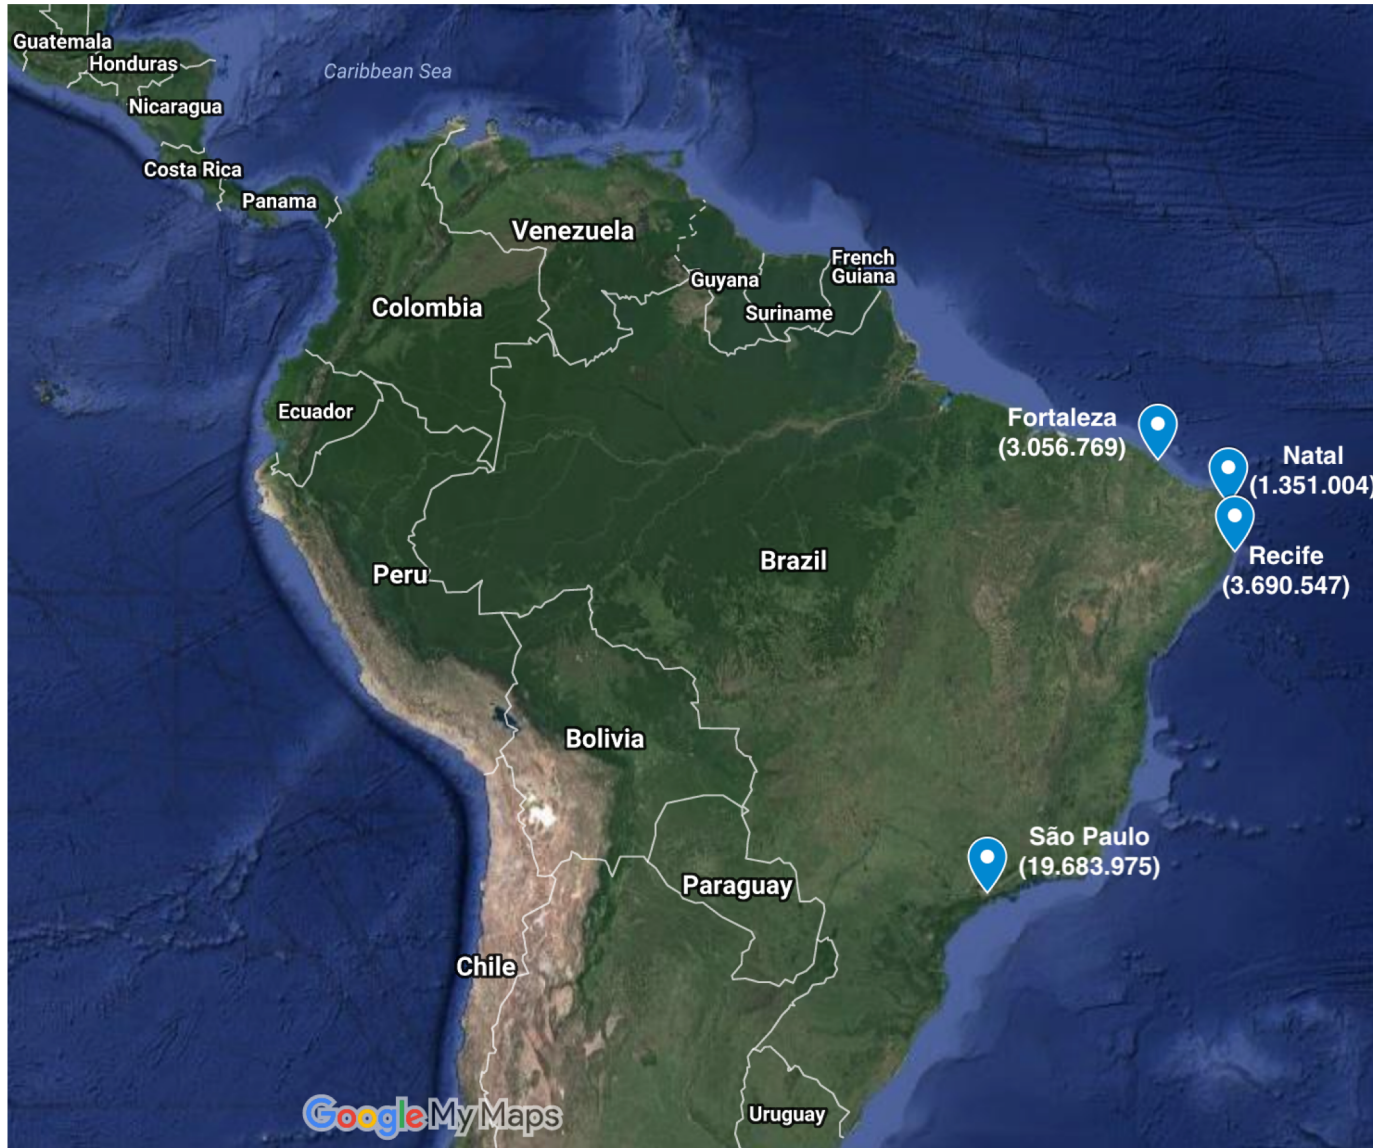 Guatemala
Honduras
Caribbean Sea
Nicaragua
Costa Rica
Panama
Venezuela
French
Guiana
Guyana
Suriname
Colombia
Ecuador
Fortaleza
(3.056.769)
Natal
(1.351.004)
Recife
(3.690.547)
Brazil
Peru
Bolivia
São Paulo
(19.683.975)
Paraguay
Chile
Google My Maps
Uruguay